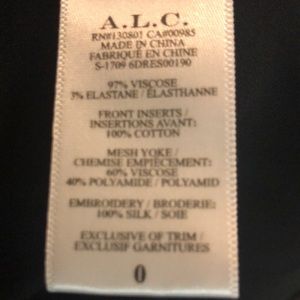 A.L.C.
RN#130801 CA#00985
MADE IN CHINA
FABRIQUÉ EN CHINE
S-1709 6DRES00190
97% VISCOSE
3% ELASTANE / ÉLASTHANNE
FRONT INSERTS /
INSERTIONS AVANT:
100% COTTON
MESH YOKE /
CHEMISE EMPIÈCEMENT:
60% VISCOSE
40% POLYAMIDE / POLYAMID
EMBROIDERY / BRODERIE:
100% SILK / SOIE
EXCLUSIVE OF TRIM /
EXCLUSIF GARNITURES
0